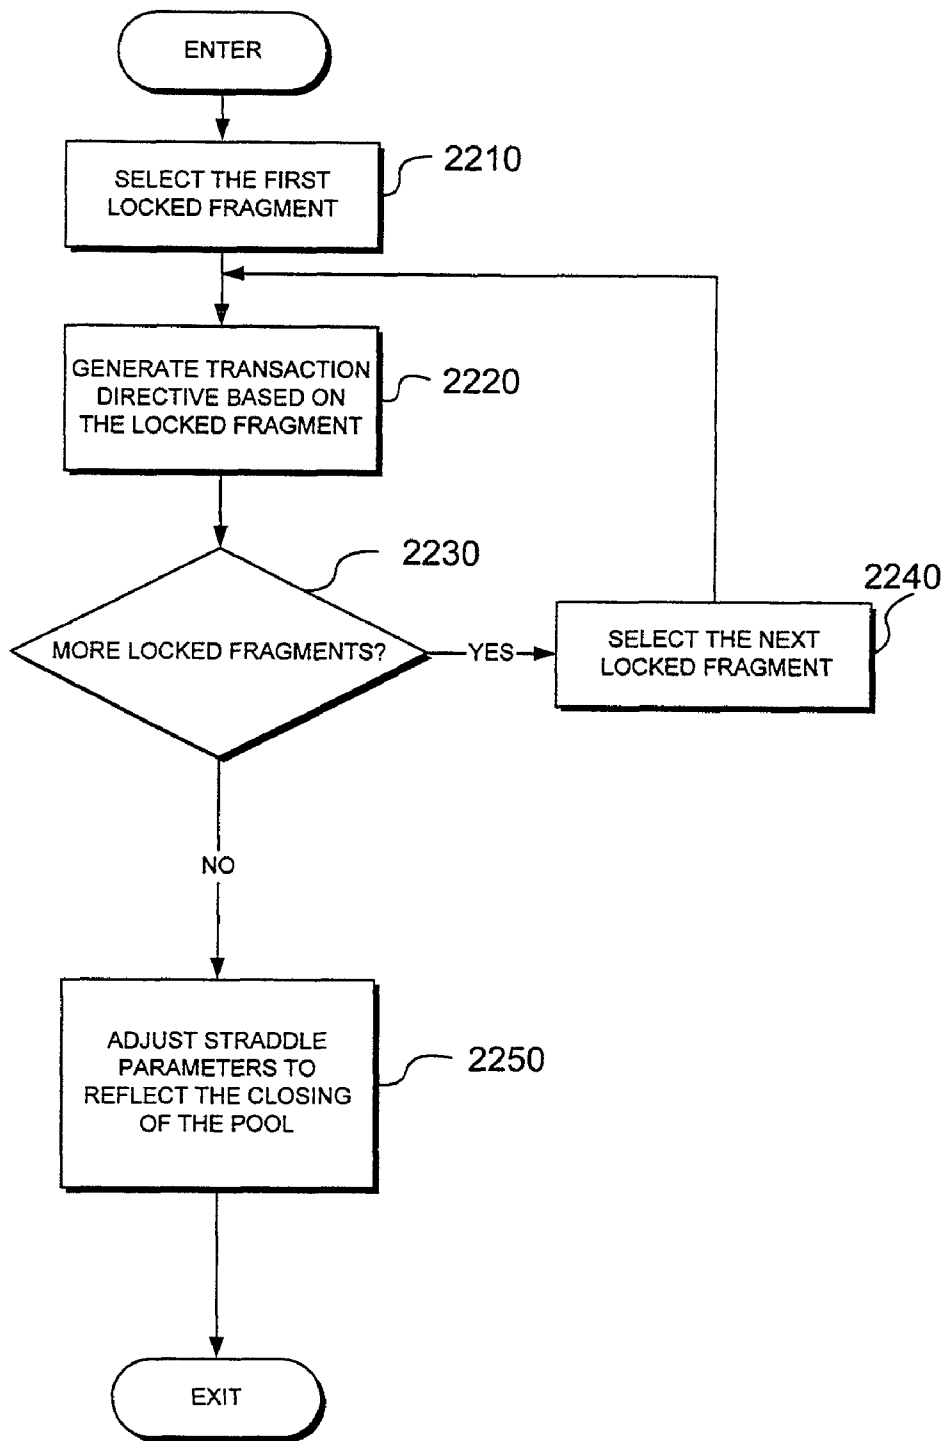 ENTER
SELECT THE FIRST
LOCKED FRAGMENT
2210
GENERATE TRANSACTION
DIRECTIVE BASED ON
THE LOCKED FRAGMENT
2220
MORE LOCKED FRAGMENTS?
2230
YES
SELECT THE NEXT
LOCKED FRAGMENT
2240
NO
ADJUST STRADDLE
PARAMETERS TO
REFLECT THE CLOSING
OF THE POOL
2250
EXIT